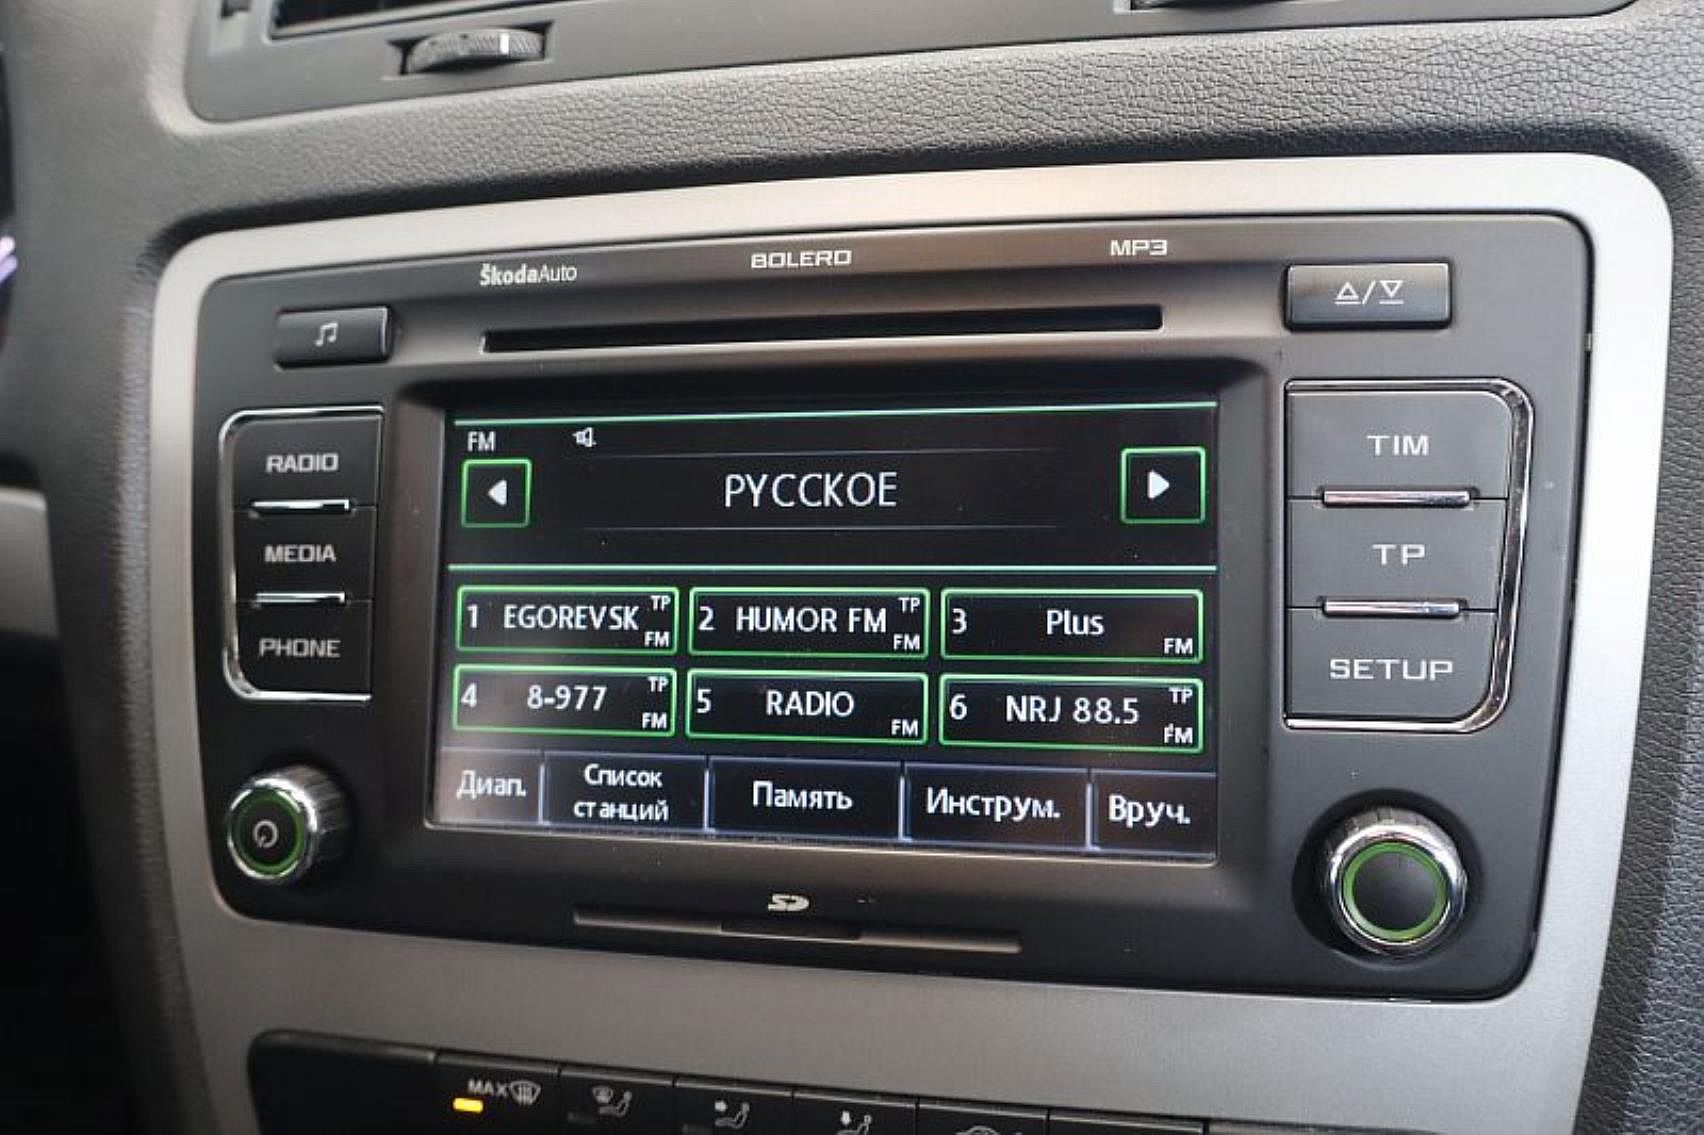 ŠkodaAuto
BOLERO
MP3
RADIO
MEDIA
PHONE
TIM
TP
SETUP
FM
РУССКОЕ
1 EGOREVSK TP FM
2 HUMOR FM TP FM
3 Plus FM
4 8-977 TP FM
5 RADIO FM
6 NRJ 88.5 TP FM
Диап.
Список
станций
Память
Инструм.
Вруч.
SD
MAX